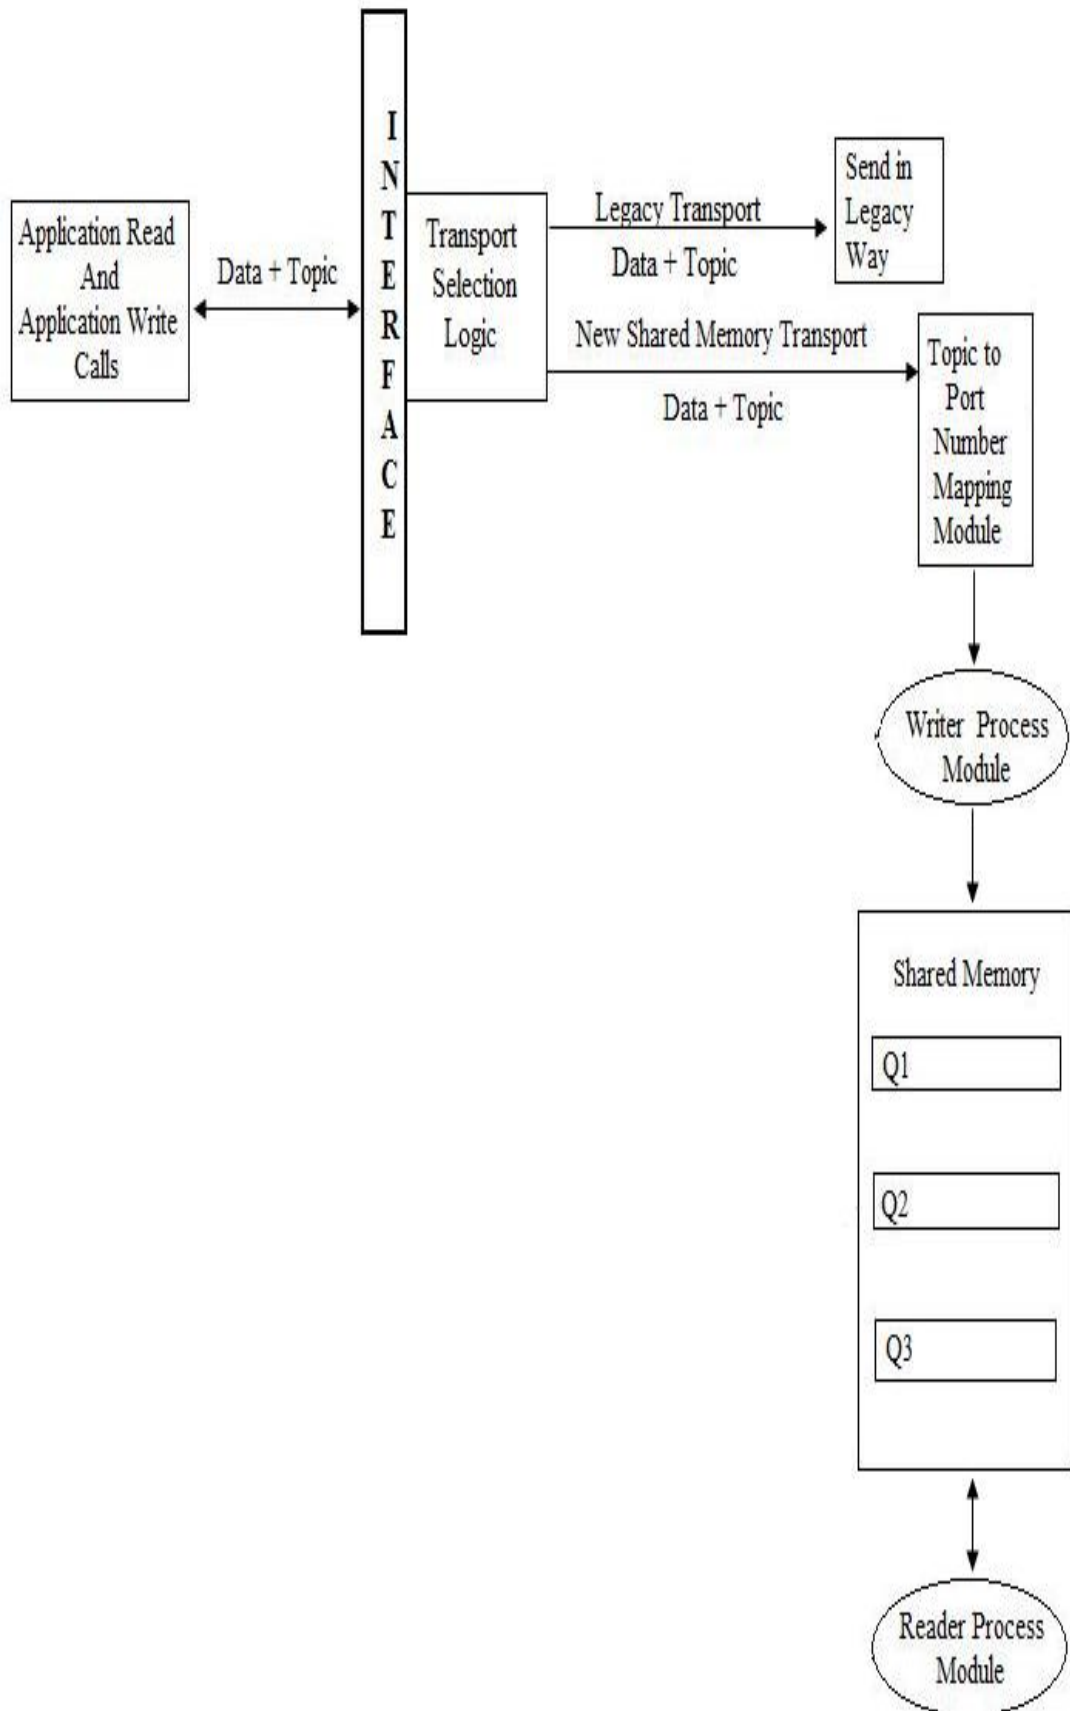 Application Read
And
Application Write
Calls
Data + Topic
INTERFACE
Transport
Selection
Logic
Legacy Transport
Data + Topic
Send in
Legacy
Way
New Shared Memory Transport
Data + Topic
Topic to
Port
Number
Mapping
Module
Writer Process
Module
Shared Memory
Q1
Q2
Q3
Reader Process
Module